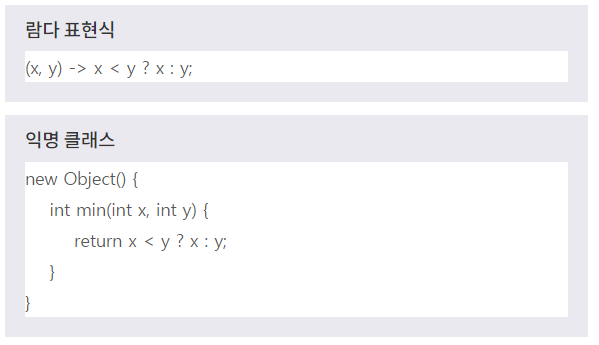 람다 표현식
(x, y) -> x < y ? x : y;
익명 클래스
new Object() {
int min(int x, int y) {
return x < y ? x : y;
}
}